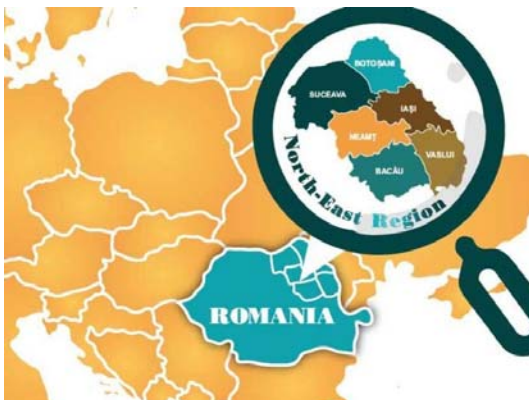 BOTOȘANI
SUCEAVA
IAȘI
NEAMȚ
VASLUI
BACĂU
North-East Region
ROMANIA